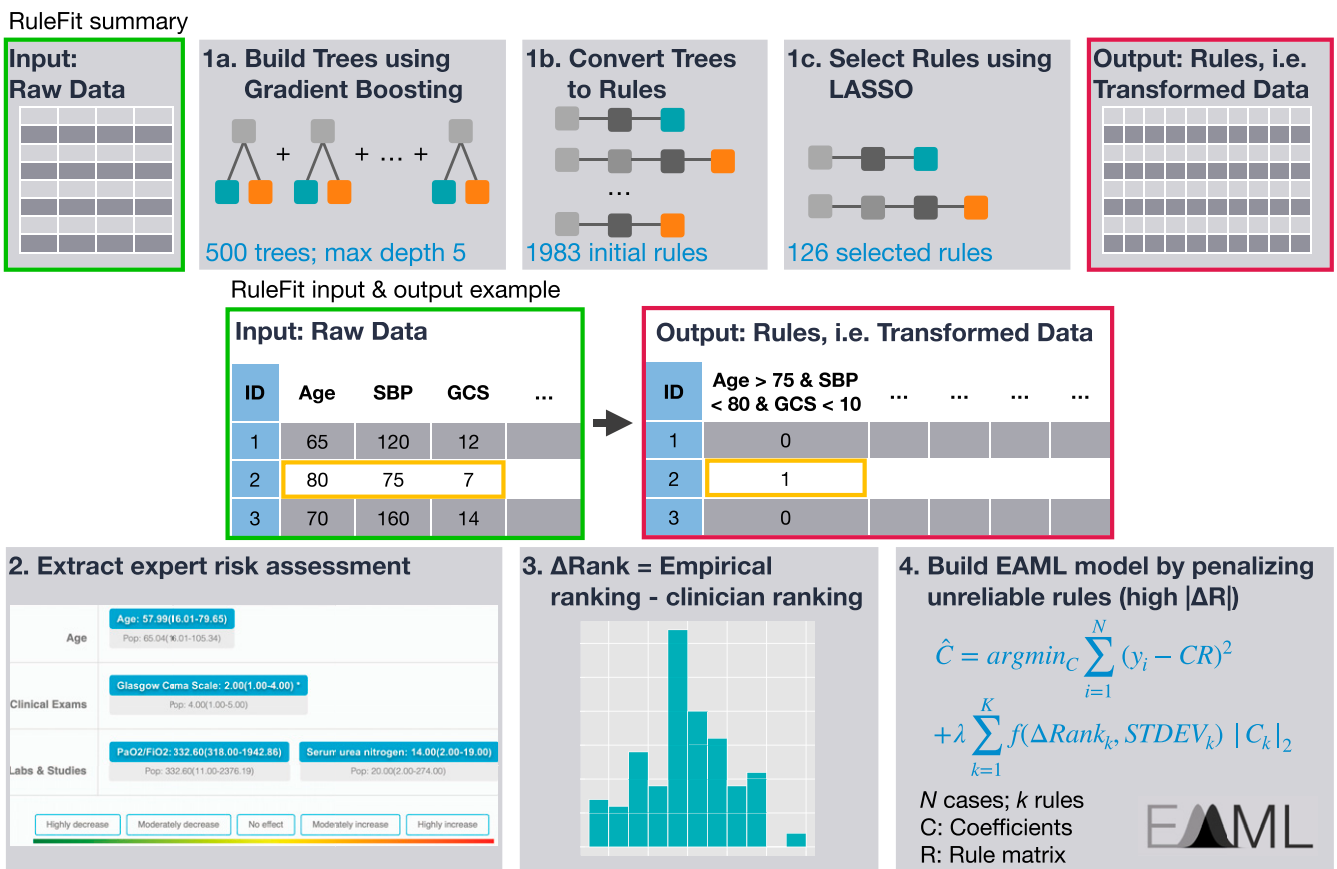 RuleFit summary
Input:
Raw Data
1a. Build Trees using
Gradient Boosting
+ + ... +
500 trees; max depth 5
1b. Convert Trees
to Rules
...
1983 initial rules
1c. Select Rules using
LASSO
126 selected rules
Output: Rules, i.e.
Transformed Data
RuleFit input & output example
Input: Raw Data
ID Age SBP GCS ...
1 65 120 12
2 80 75 7
3 70 160 14
Output: Rules, i.e. Transformed Data
ID Age > 75 & SBP < 80 & GCS < 10 ... ... ... ...
1 0
2 1
3 0
2. Extract expert risk assessment
Age
Age: 57.99(16.01-79.65)
Pop: 65.04(16.01-105.34)
Clinical Exams
Glasgow Coma Scale: 2.00(1.00-4.00) *
Pop: 4.00(1.00-5.00)
Labs & Studies
PaO2/FiO2: 332.60(318.00-1942.86)
Pop: 332.60(11.00-2376.19)
Serum urea nitrogen: 14.00(2.00-19.00)
Pop: 20.00(2.00-274.00)
Highly decrease
Moderately decrease
No effect
Moderately increase
Highly increase
3. ΔRank = Empirical
ranking - clinician ranking
4. Build EAML model by penalizing
unreliable rules (high |ΔR|)
Ĉ = argmin_C ∑_{i=1}^{N} (y_i − CR)²
+λ ∑_{k=1}^{K} f(ΔRank_k, STDEV_k) |C_k|_2
N cases; k rules
C: Coefficients
R: Rule matrix
EAML